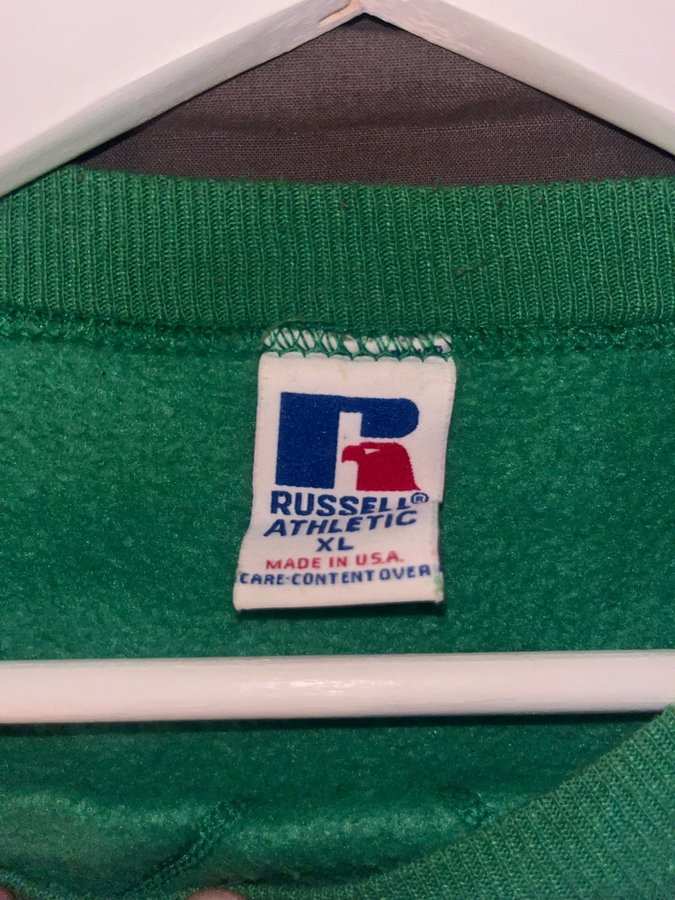 RUSSELL®
ATHLETIC
XL
MADE IN U.S.A.
CARE-CONTENT OVER